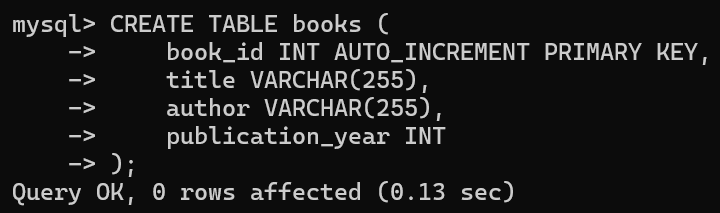 mysql> CREATE TABLE books (
    ->     book_id INT AUTO_INCREMENT PRIMARY KEY,
    ->     title VARCHAR(255),
    ->     author VARCHAR(255),
    ->     publication_year INT
    -> );
Query OK, 0 rows affected (0.13 sec)